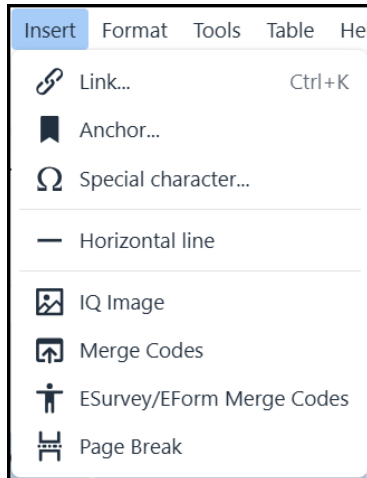 Insert Format Tools Table He
Link... Ctrl+K
Anchor...
Special character...
Horizontal line
IQ Image
Merge Codes
ESurvey/EForm Merge Codes
Page Break